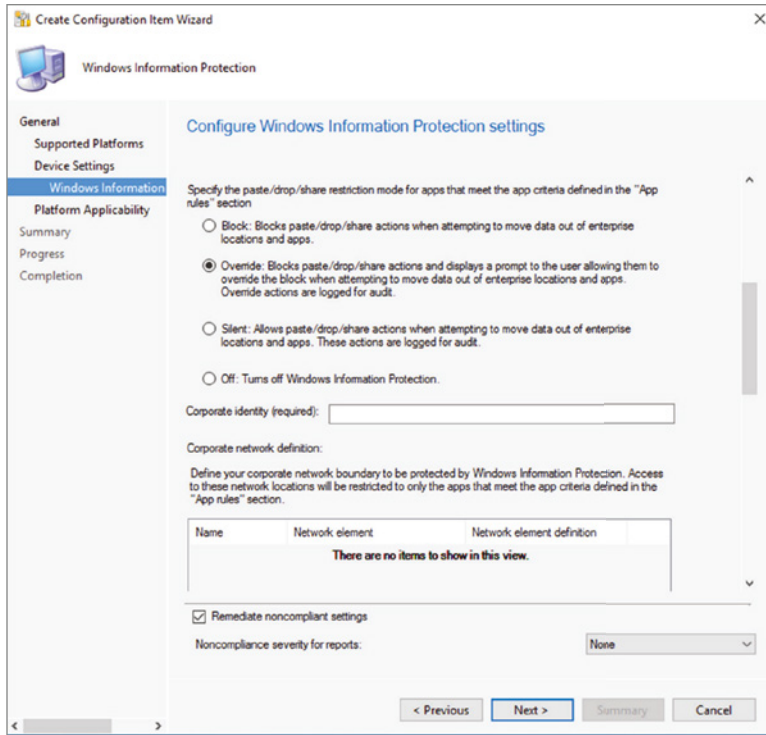 Create Configuration Item Wizard
Windows Information Protection
General
Supported Platforms
Device Settings
Windows Information
Platform Applicability
Summary
Progress
Completion
Configure Windows Information Protection settings
Specify the paste/drop/share restriction mode for apps that meet the app criteria defined in the "App
rules" section
Block: Blocks paste/drop/share actions when attempting to move data out of enterprise
locations and apps.
Override: Blocks paste/drop/share actions and displays a prompt to the user allowing them to
override the block when attempting to move data out of enterprise locations and apps.
Override actions are logged for audit.
Silent: Allows paste/drop/share actions when attempting to move data out of enterprise
locations and apps. These actions are logged for audit.
Off: Turns off Windows Information Protection.
Corporate identity (required):
Corporate network definition:
Define your corporate network boundary to be protected by Windows Information Protection. Access
to these network locations will be restricted to only the apps that meet the app criteria defined in the
"App rules" section.
Name Network element Network element definition
There are no items to show in this view.
Remediate noncompliant settings
Noncompliance severity for reports: None
< Previous Next > Summary Cancel